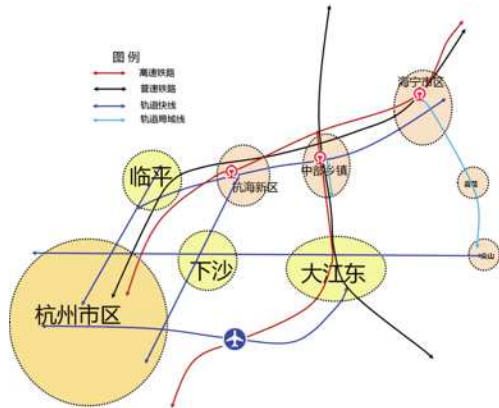 图例
高速铁路
普速铁路
轨道快线
轨道局域线
海宁市区
临平
杭海新区
中部乡镇
下沙
大江东
尖山
杭州市区